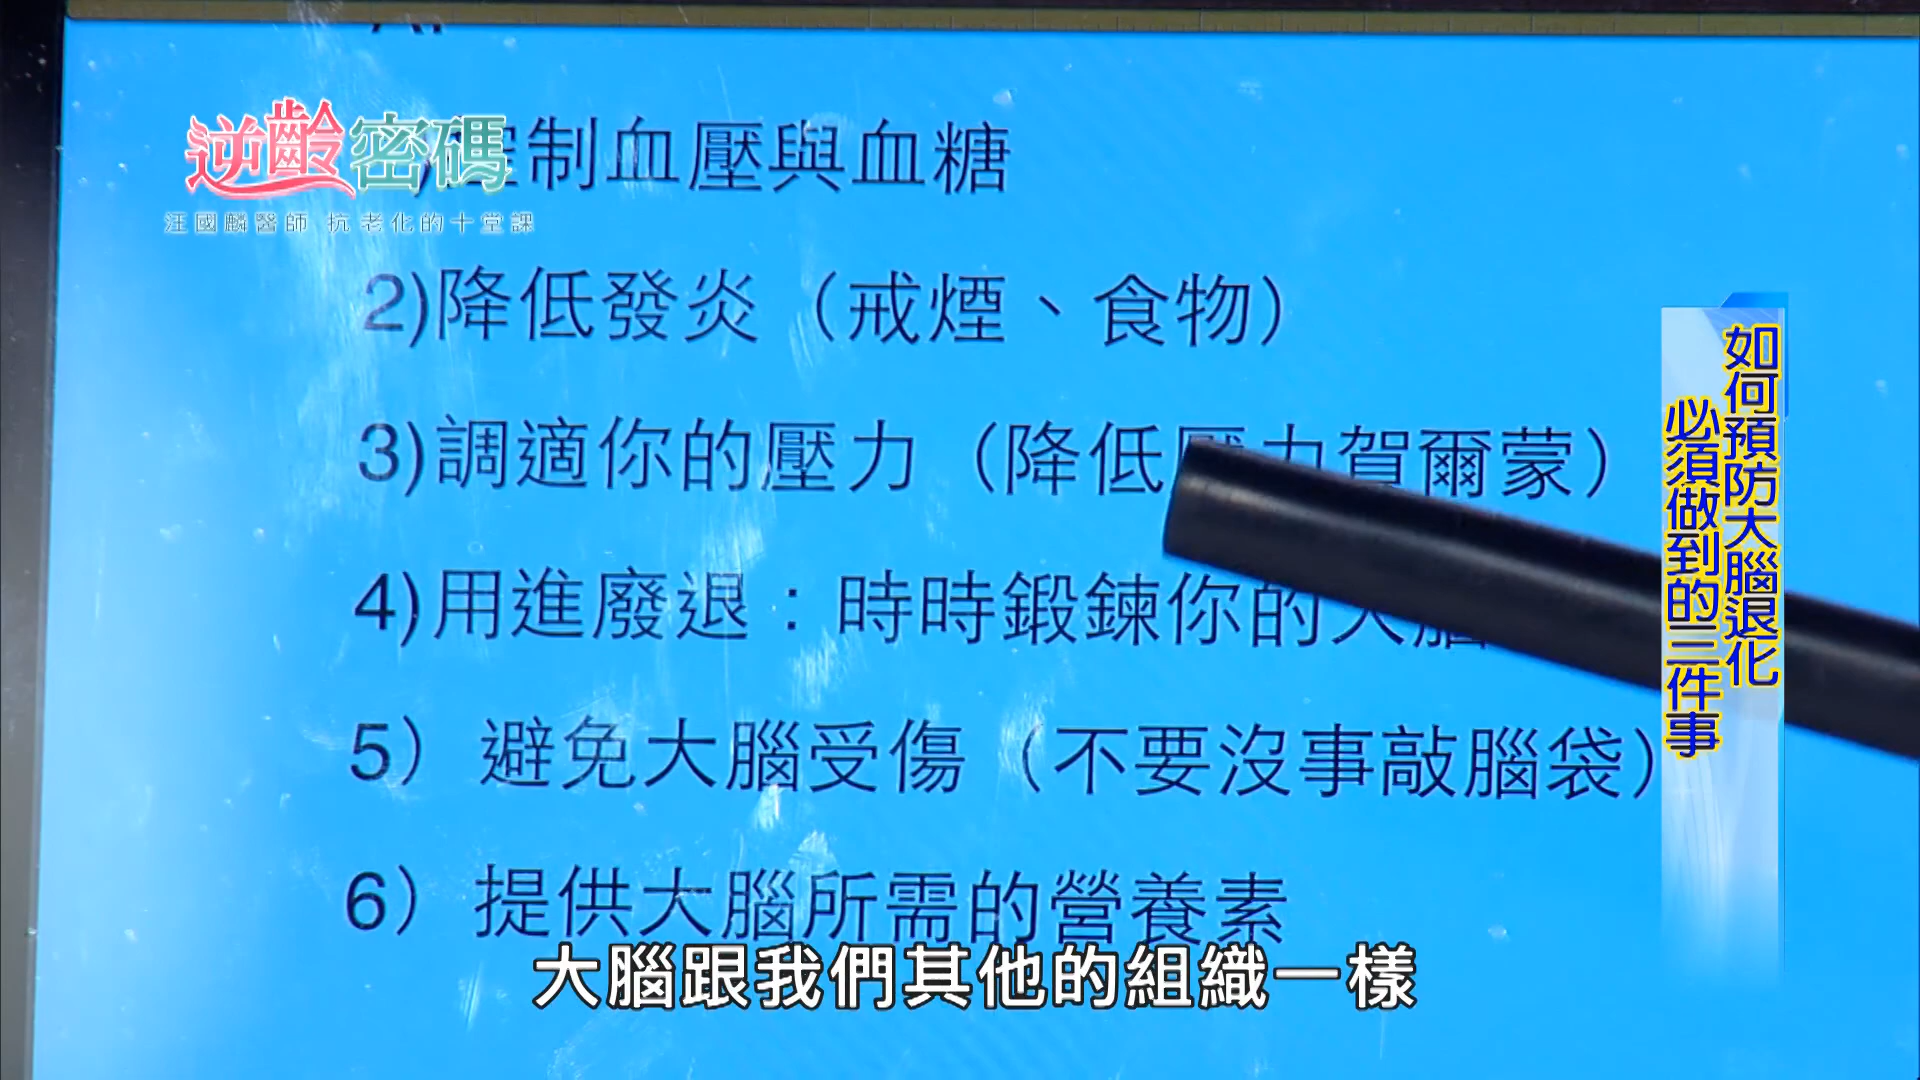 逆齡密碼
汪國麟醫師 抗老化的十堂課
控制血壓與血糖
2)降低發炎（戒煙、食物）
3)調適你的壓力（降低壓力賀爾蒙）
4)用進廢退：時時鍛鍊你的大腦
5）避免大腦受傷（不要沒事敲腦袋）
6）提供大腦所需的營養素
如何預防大腦退化
必須做到的三件事
大腦跟我們其他的組織一樣